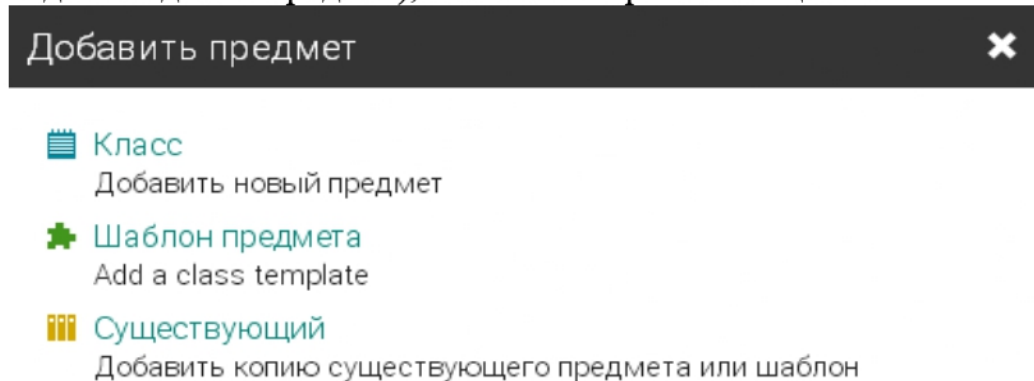 Добавить предмет
Класс
Добавить новый предмет
Шаблон предмета
Add a class template
Существующий
Добавить копию существующего предмета или шаблон